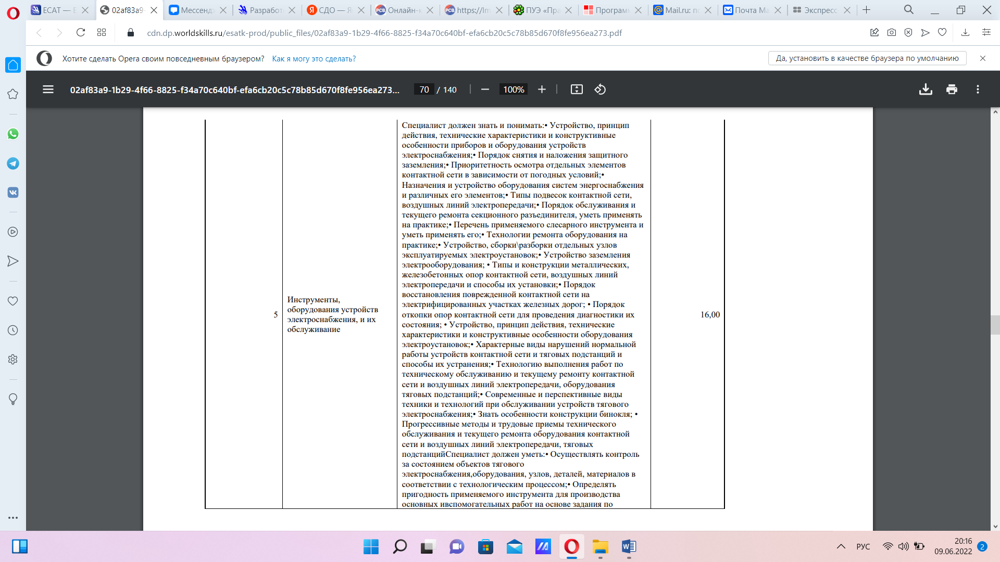 ЕСАТ — Е
02af83a9-
Мессендж
Разработ
СДО — Я
Онлайн-к
https://lm
ПУЭ «Пра
Програм
Mail.ru: по
Почта Ma
Экспресс-
cdn.dp.worldskills.ru/esatk-prod/public_files/02af83a9-1b29-4f66-8825-f34a70c640bf-efa6cb20c5c78b85d670f8fe956ea273.pdf
Хотите сделать Opera своим повседневным браузером? Как я могу это сделать?
Да, установить в качестве браузера по умолчанию
02af83a9-1b29-4f66-8825-f34a70c640bf-efa6cb20c5c78b85d670f8fe956ea273...
70 / 140
100%
5
Инструменты,
оборудования устройств
электроснабжения, и их
обслуживание
Специалист должен знать и понимать:• Устройство, принцип
действия, технические характеристики и конструктивные
особенности приборов и оборудования устройств
электроснабжения;• Порядок снятия и наложения защитного
заземления;• Приоритетность осмотра отдельных элементов
контактной сети в зависимости от погодных условий;•
Назначения и устройство оборудования систем энергоснабжения
и различных его элементов;• Типы подвесок контактной сети,
воздушных линий электропередачи;• Порядок обслуживания и
текущего ремонта секционного разъединителя, уметь применять
на практике;• Перечень применяемого слесарного инструмента и
уметь применять его;• Технологии ремонта оборудования на
практике;• Устройство, сборки\разборки отдельных узлов
эксплуатируемых электроустановок;• Устройство заземления
электрооборудования; • Типы и конструкции металлических,
железобетонных опор контактной сети, воздушных линий
электропередачи и способы их установки;• Порядок
восстановления поврежденной контактной сети на
электрифицированных участках железных дорог; • Порядок
откопки опор контактной сети для проведения диагностики их
состояния; • Устройство, принцип действия, технические
характеристики и конструктивные особенности оборудования
электроустановок;• Характерные виды нарушений нормальной
работы устройств контактной сети и тяговых подстанций и
способы их устранения;• Технологию выполнения работ по
техническому обслуживанию и текущему ремонту контактной
сети и воздушных линий электропередачи, оборудования
тяговых подстанций;• Современные и перспективные виды
техники и технологий при обслуживании устройств тягового
электроснабжения;• Знать особенности конструкции бинокля; •
Прогрессивные методы и трудовые приемы технического
обслуживания и текущего ремонта оборудования контактной
сети и воздушных линий электропередачи, тяговых
подстанцийСпециалист должен уметь:• Осуществлять контроль
за состоянием объектов тягового
электроснабжения,оборудования, узлов, деталей, материалов в
соответствии с технологическим процессом;• Определять
пригодность применяемого инструмента для производства
основных ивспомогательных работ на основе задания по
16,00
РУС
20:16
09.06.2022
2